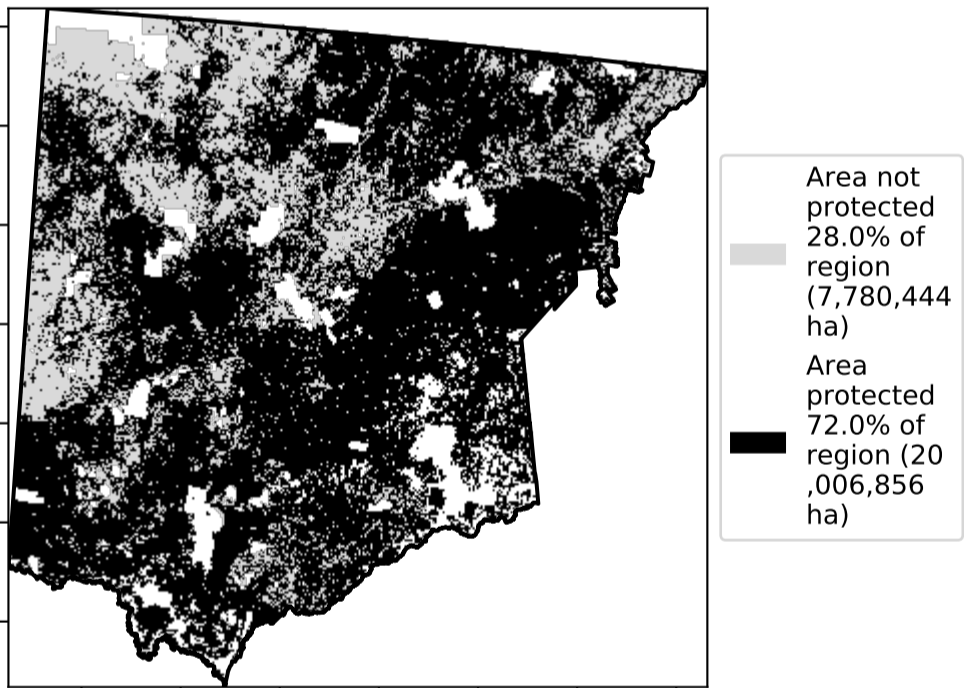 Area not
protected
28.0% of
region
(7,780,444
ha)
Area
protected
72.0% of
region (20
,006,856
ha)